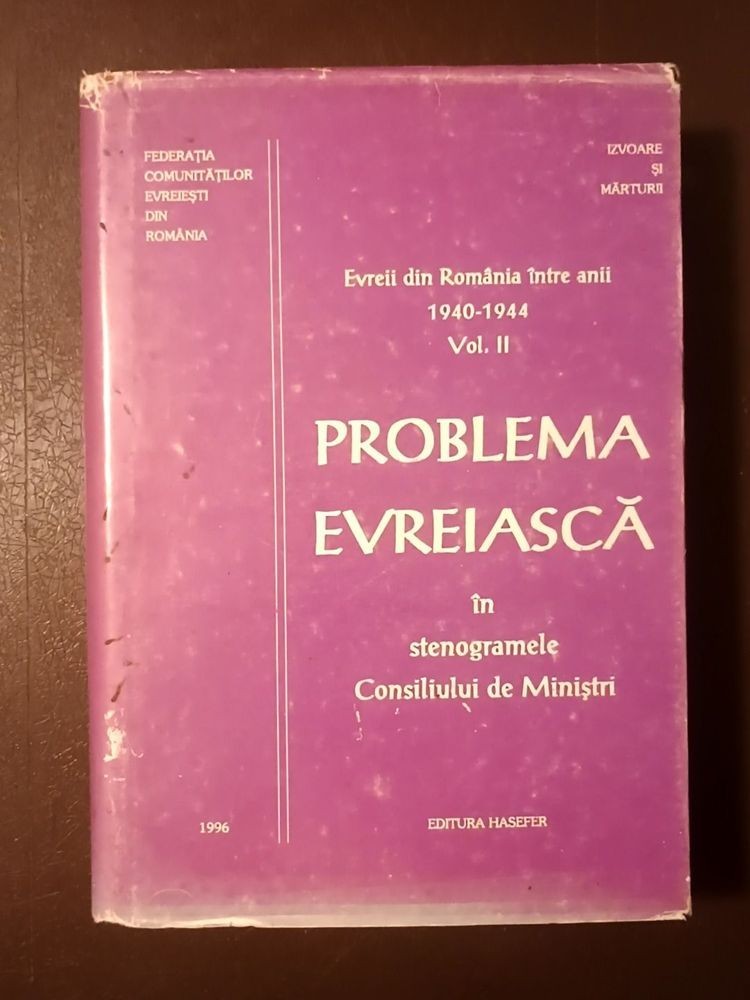 FEDERAŢIA
COMUNITĂŢILOR
EVREIEŞTI
DIN
ROMÂNIA
IZVOARE
ŞI
MĂRTURII
Evreii din România între anii
1940-1944
Vol. II
PROBLEMA
EVREIASCĂ
în
stenogramele
Consiliului de Miniştri
1996
EDITURA HASEFER